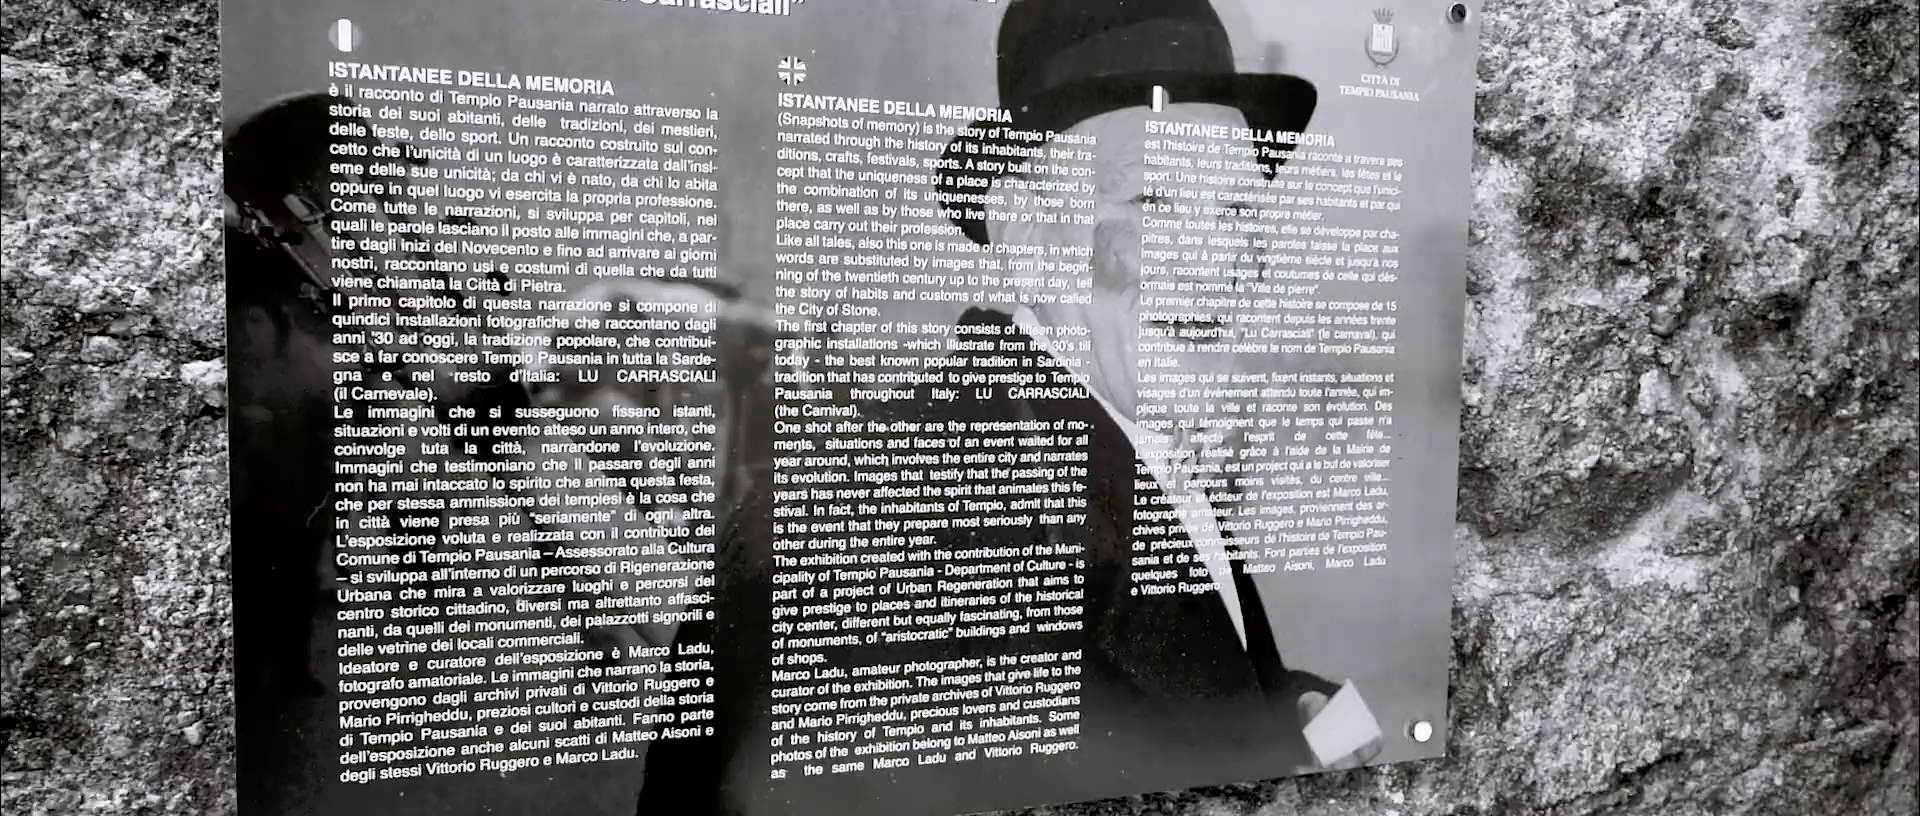 Carrasciali"
CITTÀ DI
TEMPIO PAUSANIA
ISTANTANEE DELLA MEMORIA
è il racconto di Tempio Pausania narrato attraverso la
storia dei suoi abitanti, delle tradizioni, dei mestieri,
delle feste, dello sport. Un racconto costruito sul con-
cetto che l'unicità di un luogo è caratterizzata dall'insi-
eme delle sue unicità; da chi vi è nato, da chi lo abita
oppure in quel luogo vi esercita la propria professione.
Come tutte le narrazioni, si sviluppa per capitoli, nei
quali le parole lasciano il posto alle immagini che, a par-
tire dagli inizi del Novecento e fino ad arrivare ai giorni
nostri, raccontano usi e costumi di quella che da tutti
viene chiamata la Città di Pietra.
Il primo capitolo di questa narrazione si compone di
quindici installazioni fotografiche che raccontano dagli
anni '30 ad oggi, la tradizione popolare, che contribui-
sce a far conoscere Tempio Pausania in tutta la Sarde-
gna e nel resto d'Italia: LU CARRASCIALI
(il Carnevale).
Le immagini che si susseguono fissano istanti,
situazioni e volti di un evento atteso un anno intero, che
coinvolge tuta la città, narrandone l'evoluzione.
Immagini che testimoniano che il passare degli anni
non ha mai intaccato lo spirito che anima questa festa,
che per stessa ammissione dei tempiesi è la cosa che
in città viene presa più "seriamente" di ogni altra.
L'esposizione voluta e realizzata con il contributo del
Comune di Tempio Pausania – Assessorato alla Cultura
– si sviluppa all'interno di un percorso di Rigenerazione
Urbana che mira a valorizzare luoghi e percorsi del
centro storico cittadino, diversi ma altrettanto affasci-
nanti, da quelli dei monumenti, dei palazzotti signorili e
delle vetrine dei locali commerciali.
Ideatore e curatore dell'esposizione è Marco Ladu,
fotografo amatoriale. Le immagini che narrano la storia,
provengono dagli archivi privati di Vittorio Ruggero e
Mario Pirrigheddu, preziosi cultori e custodi della storia
di Tempio Pausania e dei suoi abitanti. Fanno parte
dell'esposizione anche alcuni scatti di Matteo Aisoni e
degli stessi Vittorio Ruggero e Marco Ladu.
ISTANTANEE DELLA MEMORIA
(Snapshots of memory) is the story of Tempio Pausania
narrated through the history of its inhabitants, their tra-
ditions, crafts, festivals, sports. A story built on the con-
cept that the uniqueness of a place is characterized by
the combination of its uniquenesses, by those born
there, as well as by those who live there or that in that
place carry out their profession.
Like all tales, also this one is made of chapters, in which
words are substituted by images that, from the begin-
ning of the twentieth century up to the present day, tell
the story of habits and customs of what is now called
the City of Stone.
The first chapter of this story consists of fifteen photo-
graphic installations -which illustrate from the 30's till
today - the best known popular tradition in Sardinia -
tradition that has contributed to give prestige to Tempio
Pausania throughout Italy: LU CARRASCIALI
(the Carnival).
One shot after the other are the representation of mo-
ments, situations and faces of an event waited for all
year around, which involves the entire city and narrates
its evolution. Images that testify that the passing of the
years has never affected the spirit that animates this fe-
stival. In fact, the inhabitants of Tempio, admit that this
is the event that they prepare most seriously than any
other during the entire year.
The exhibition created with the contribution of the Muni-
cipality of Tempio Pausania - Department of Culture - is
part of a project of Urban Regeneration that aims to
give prestige to places and itineraries of the historical
city center, different but equally fascinating, from those
of monuments, of "aristocratic" buildings and windows
of shops.
Marco Ladu, amateur photographer, is the creator and
curator of the exhibition. The images that give life to the
story come from the private archives of Vittorio Ruggero
and Mario Pirrigheddu, precious lovers and custodians
of the history of Tempio and its inhabitants. Some
photos of the exhibition belong to Matteo Aisoni as well
as the same Marco Ladu and Vittorio Ruggero.
ISTANTANEE DELLA MEMORIA
est l'histoire de Tempio Pausania raconté a travers ses
habitants, leurs traditions, leurs métiers, les fêtes et le
sport. Une histoire construite sur le concept que l'unici-
té d'un lieu est caractérisée par ses habitants et par qui
en ce lieu y exerce son propre métier.
Comme toutes les histoires, elle se développe par cha-
pitres, dans lesquels les paroles laisse la place aux
images qui à partir du vingtième siècle et jusqu'à nos
jours, racontent usages et coutumes de celle qui dés-
ormais est nommé la "Ville de pierre".
Le premier chapitre de cette histoire se compose de 15
photographies, qui racontent depuis les années trente
jusqu'à aujourd'hui, "Lu Carrasciali" (le carnaval), qui
contribue à rendre célèbre le nom de Tempio Pausania
en Italie.
Les images qui se suivent, fixent instants, situations et
visages d'un événement attendu toute l'année, qui im-
plique toute la ville et raconte son évolution. Des
images qui témoignent que le temps qui passe n'a
jamais affecté l'esprit de cette fête...
L'exposition réalisé grâce à l'aide de la Mairie de
Tempio Pausania, est un project qui a le but de valoriser
lieux et parcours moins visités, du centre ville...
Le créateur et éditeur de l'exposition est Marco Ladu,
fotographe amateur. Les images, proviennent des ar-
chives privés de Vittorio Ruggero e Mario Pirrigheddu,
de précieux connaisseurs de l'histoire de Tempio Pau-
sania et de ses habitants. Font parties de l'exposition
quelques foto de Matteo Aisoni, Marco Ladu
e Vittorio Ruggero.